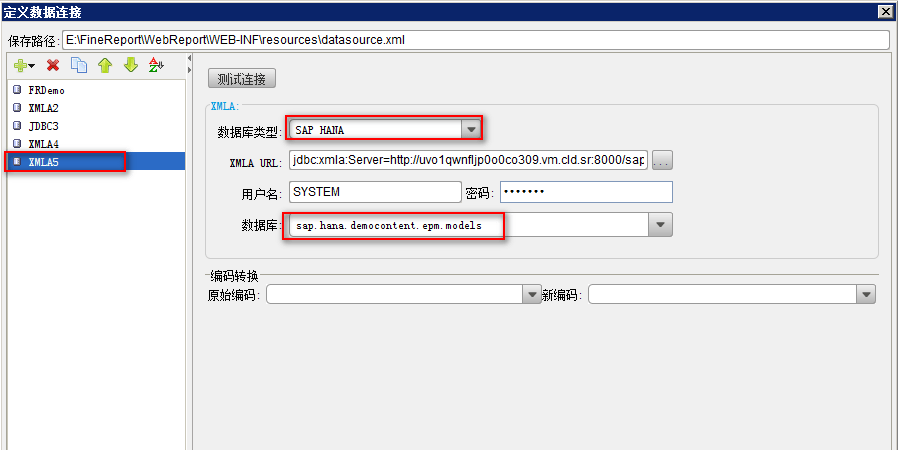 定义数据连接
保存路径: E:\FineReport\WebReport\WEB-INF\resources\datasource.xml
FRDemo
XMLA2
JDBC3
XMLA4
XMLA5
测试连接
XMLA:
数据库类型: SAP HANA
XMLA URL: jdbc:xmla:Server=http://uvo1qwnfljp0o0co309.vm.cld.sr:8000/sap ...
用户名: SYSTEM 密码: •••••••
数据库: sap.hana.democontent.epm.models
编码转换
原始编码: 新编码: